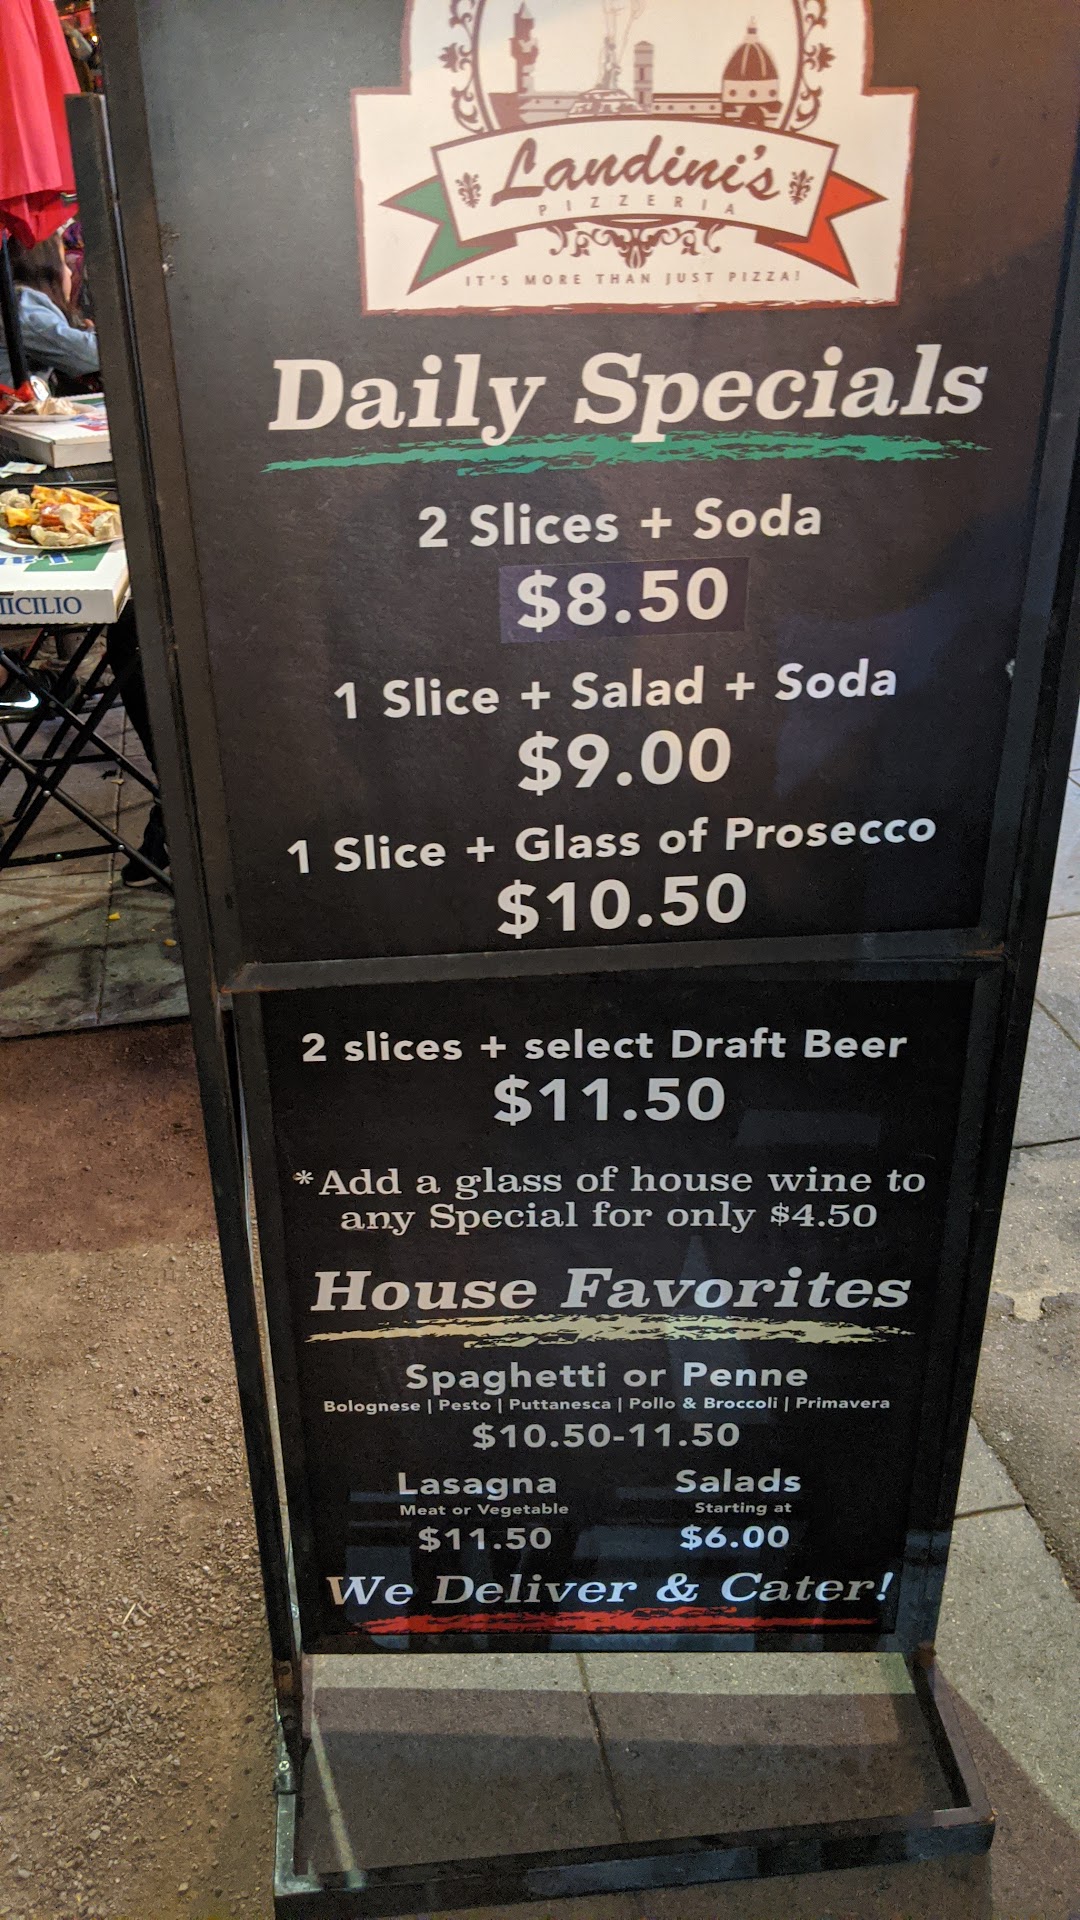 Landini's
PIZZERIA
IT'S MORE THAN JUST PIZZA!
Daily Specials
2 Slices + Soda
$8.50
1 Slice + Salad + Soda
$9.00
1 Slice + Glass of Prosecco
$10.50
2 slices + select Draft Beer
$11.50
*Add a glass of house wine to
any Special for only $4.50
House Favorites
Spaghetti or Penne
Bolognese | Pesto | Puttanesca | Pollo & Broccoli | Primavera
$10.50-11.50
Lasagna Salads
Meat or Vegetable Starting at
$11.50 $6.00
We Deliver & Cater!